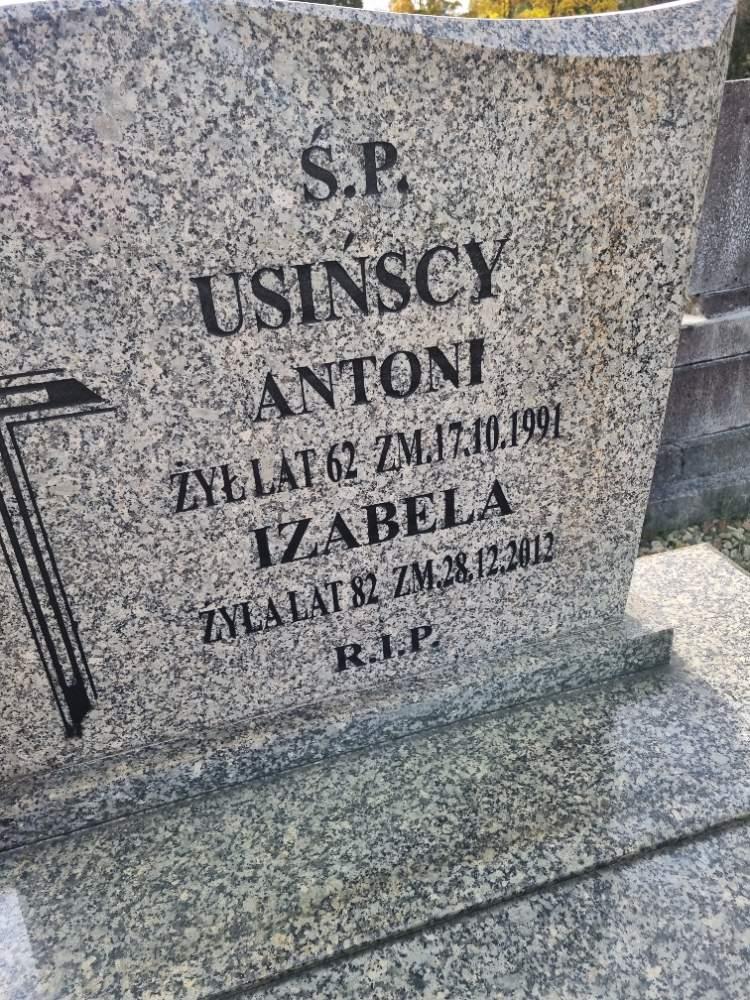 Ś.P.
USIŃSCY
ANTONI
ŻYŁ LAT 62 ZM.17.10.1991
IZABELA
ŻYŁA LAT 82 ZM.28.12.2012
R.I.P.